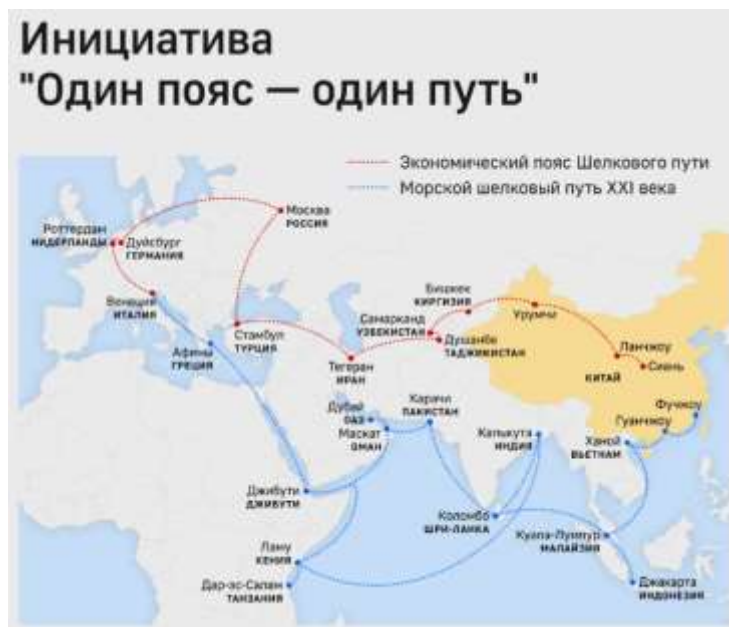 Инициатива
"Один пояс — один путь"
Экономический пояс Шелкового пути
Морской шелковый путь XXI века
Москва
РОССИЯ
Роттердан
НИДЕРЛАНДЫ
Дуйсбург
ГЕРМАНИЯ
Венеция
ИТАЛИЯ
Бишкек
КИРГИЗИЯ
Урумчи
Самарканд
УЗБЕКИСТАН
Стамбул
ТУРЦИЯ
Душанбе
ТАДЖИКИСТАН
Ланчжоу
Афины
ГРЕЦИЯ
Тегеран
ИРАН
КИТАЙ
Сиань
Дубай
ОАЭ
Карачи
ПАКИСТАН
Фучжоу
Гуанчжоу
Маскат
ОМАН
Калькута
ИНДИЯ
Ханой
ВЬЕТНАМ
Джибути
ДЖИБУТИ
Коломбо
ШРИ-ЛАНКА
Куала-Лумпур
МАЛАЙЗИЯ
Ламу
КЕНИЯ
Дар-эс-Салам
ТАНЗАНИЯ
Джакарта
ИНДОНЕЗИЯ